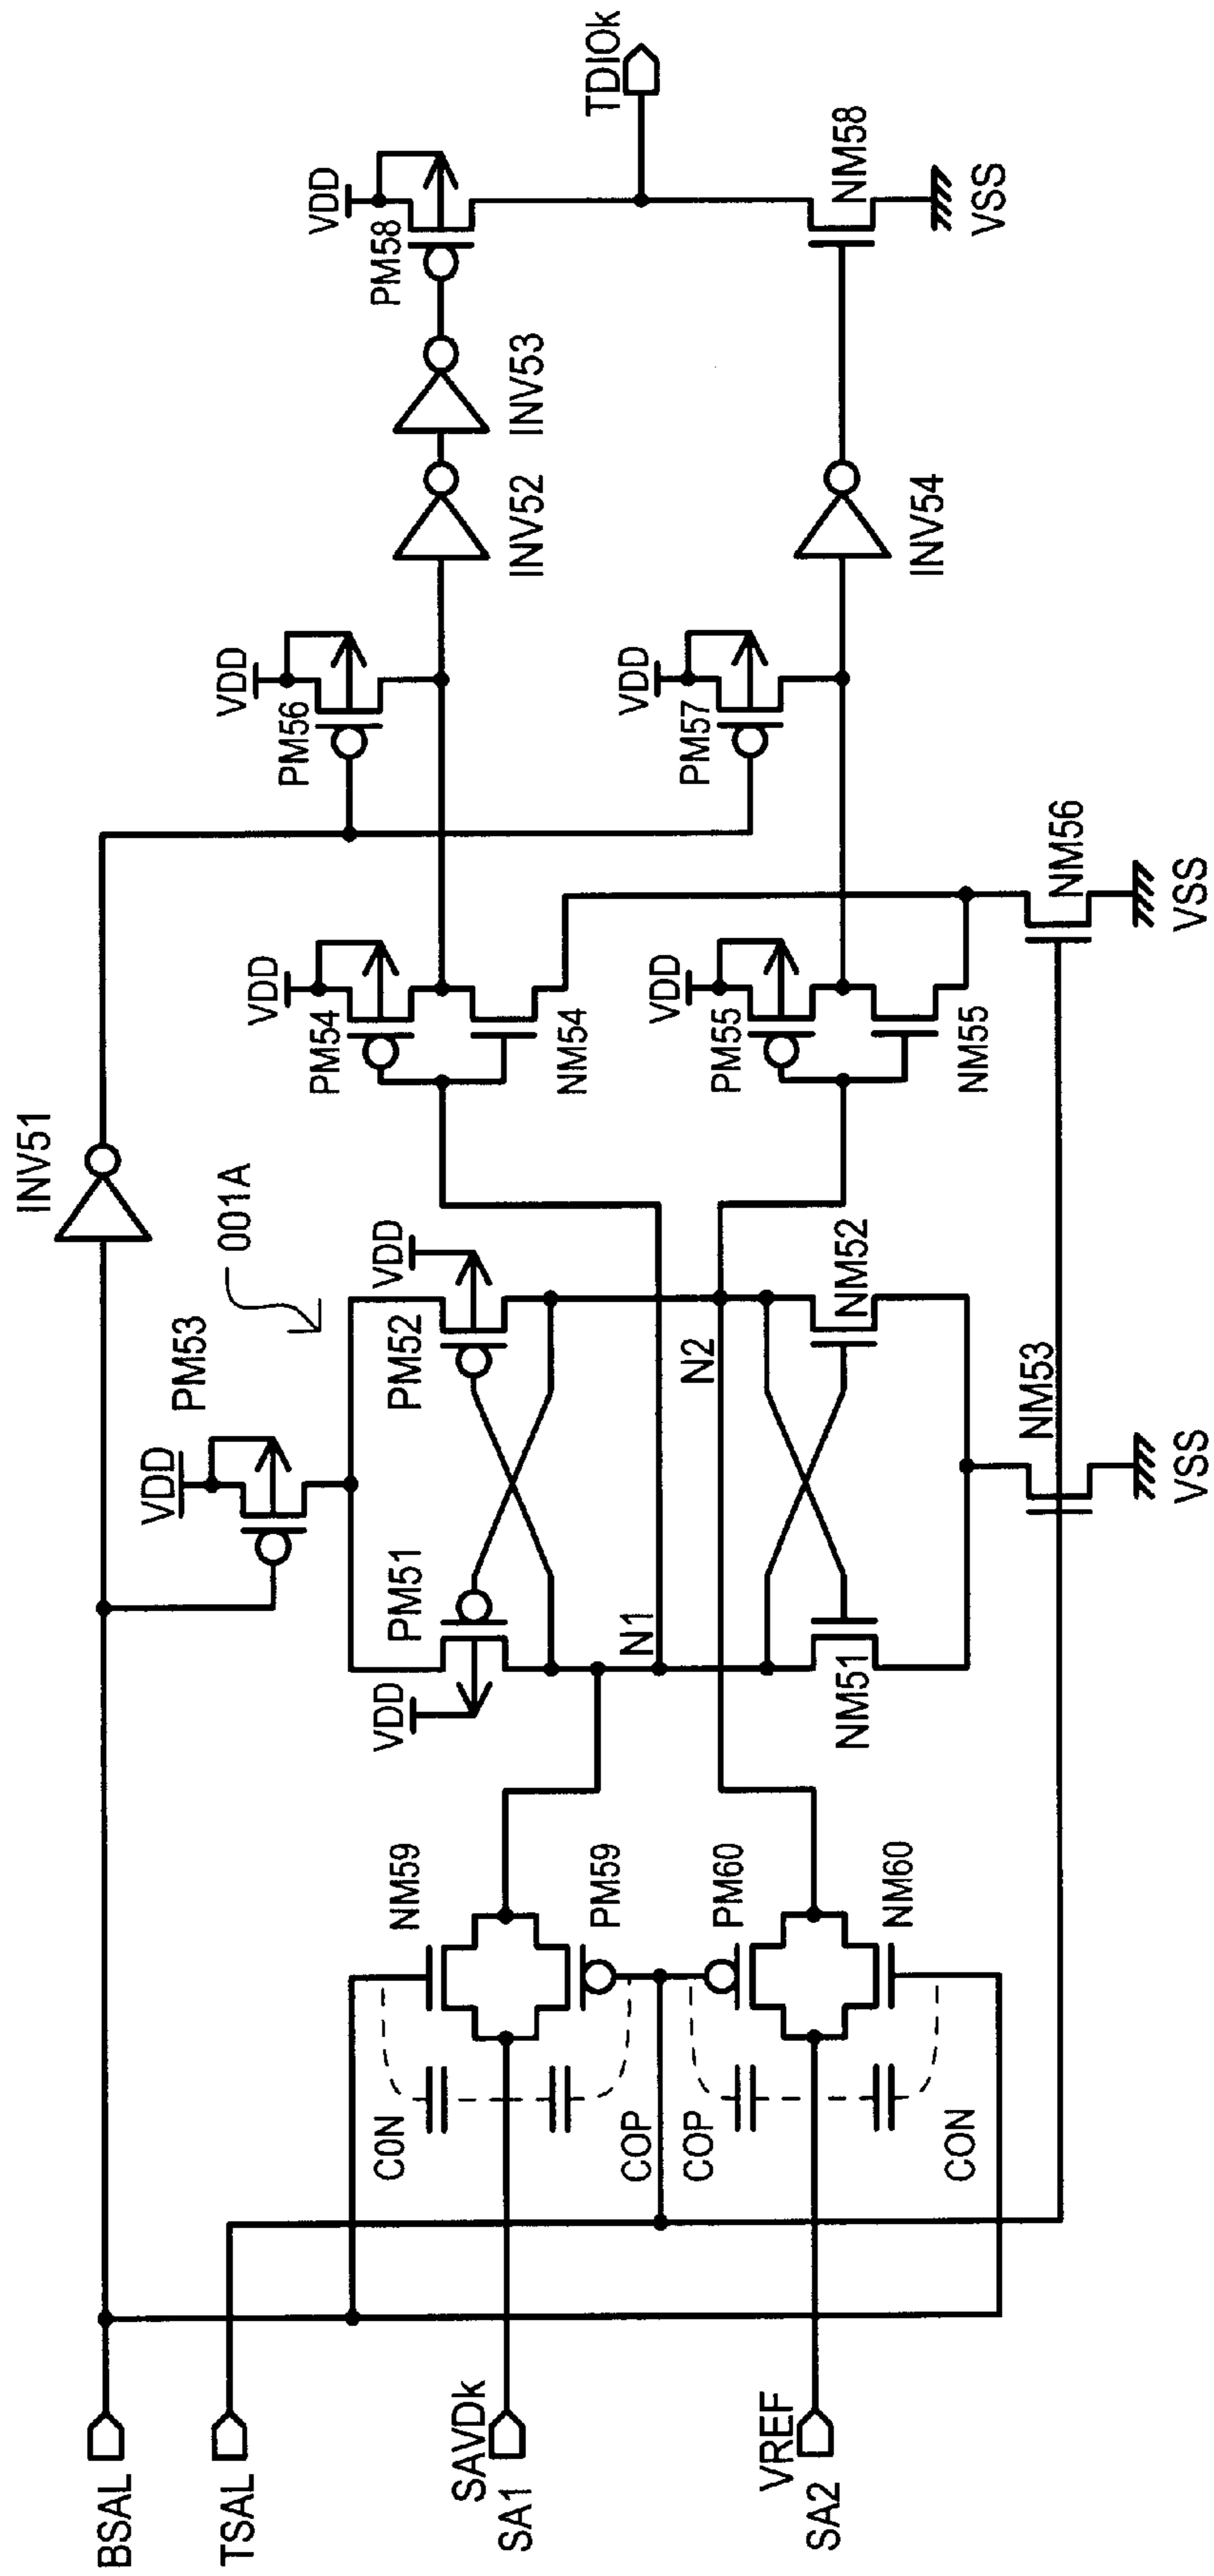 BSAL
TSAL
SAVDk
SA1
VREF
SA2
CON
COP
COP
CON
NM59
PM59
PM60
NM60
INV51
001A
PM53
VDD
PM51
VDD
PM52
VDD
N1
N2
NM51
NM52
NM53
VSS
VDD
PM54
NM54
VDD
PM55
NM55
NM56
VSS
VDD
PM56
VDD
PM57
INV52
INV53
INV54
VDD
PM58
NM58
VSS
TDIOk